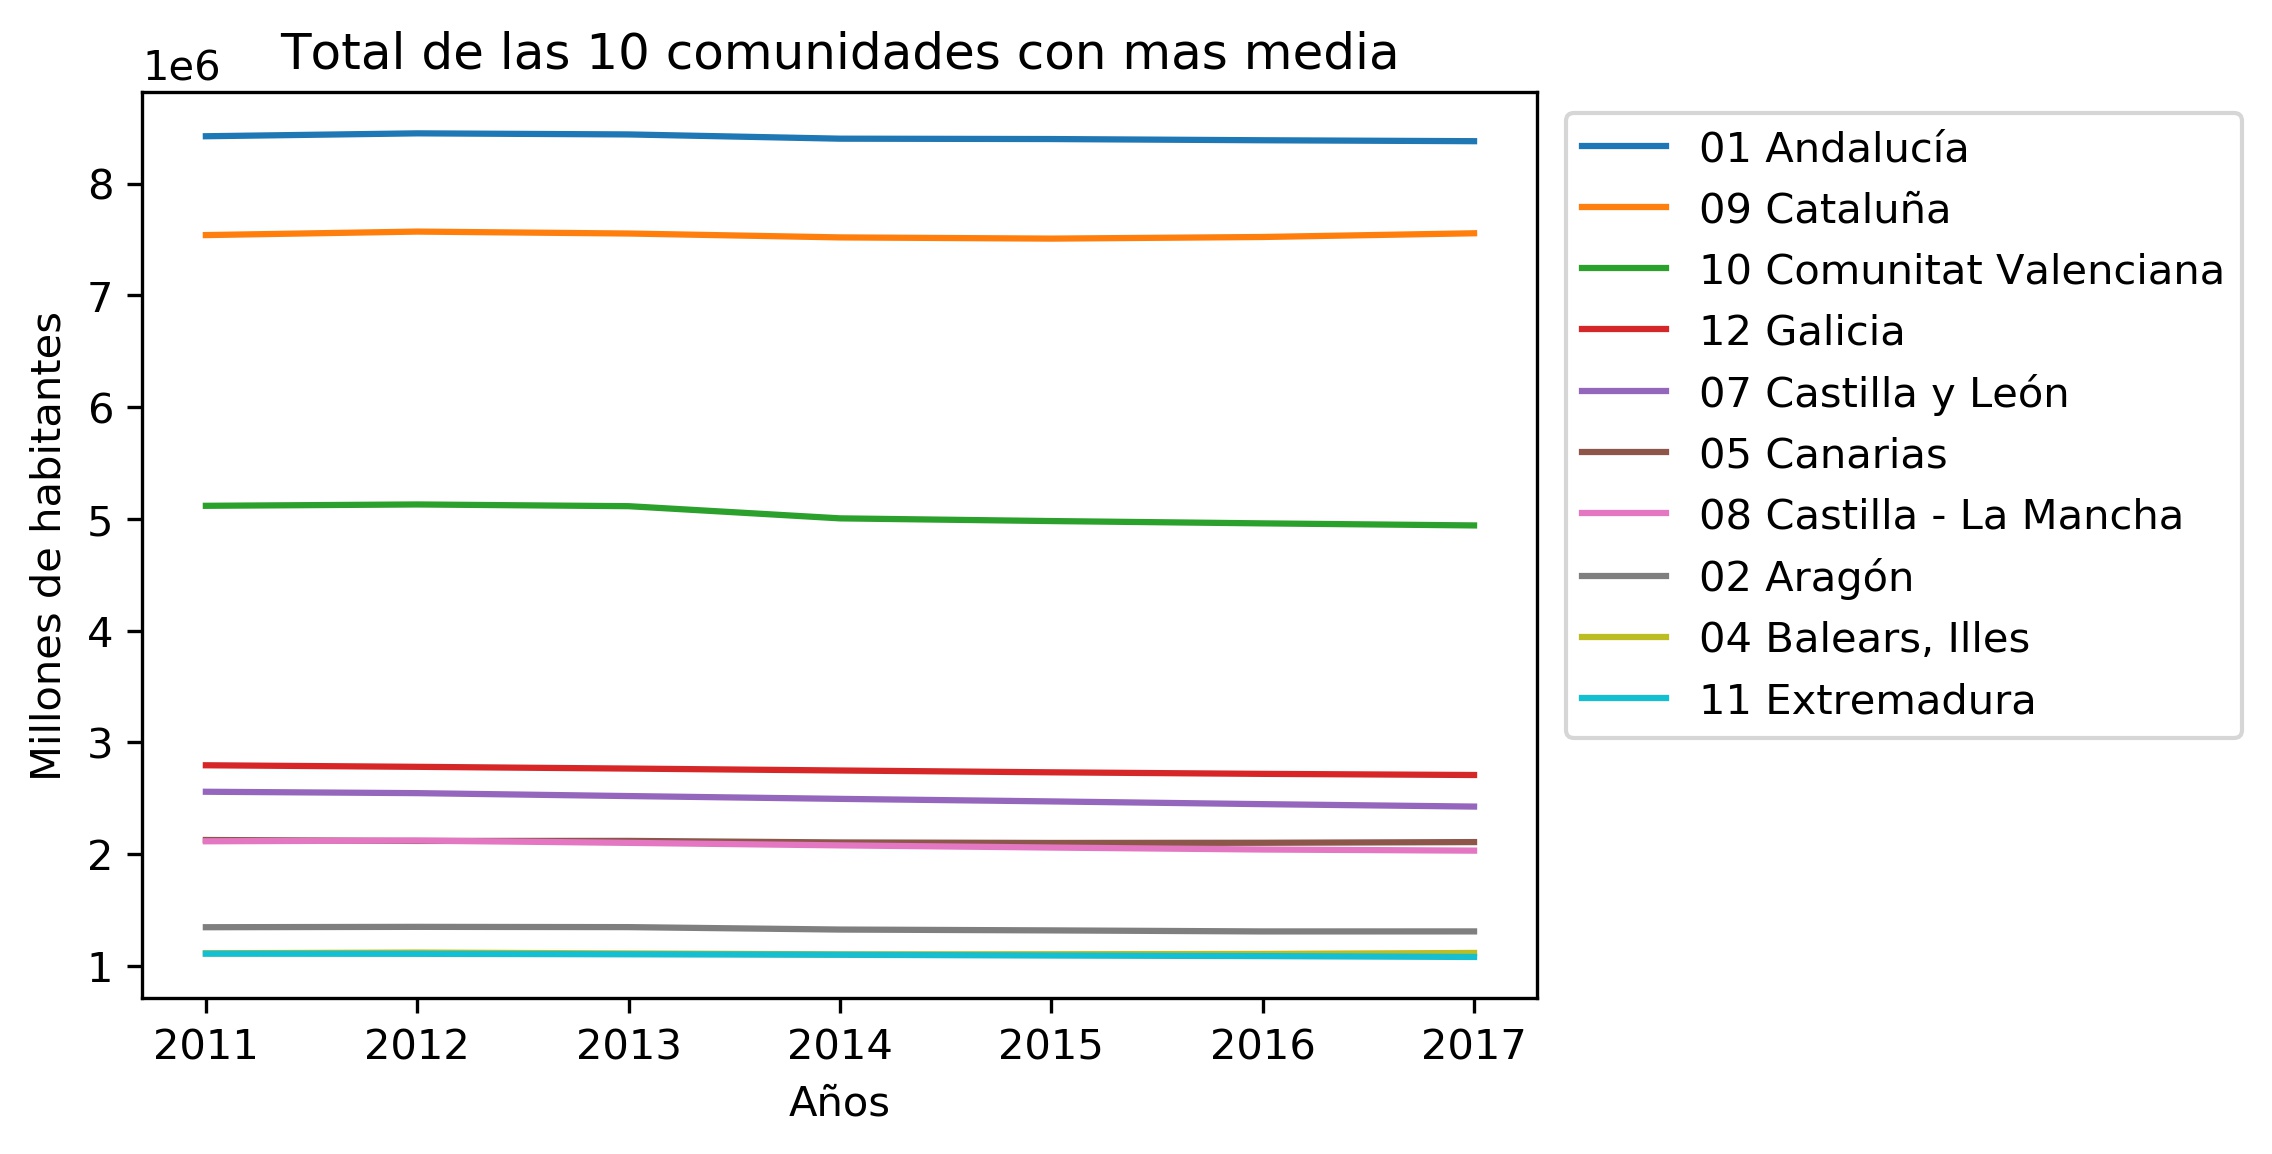 Total de las 10 comunidades con mas media
1e6
8
7
6
5
4
3
2
1
Millones de habitantes
2011 2012 2013 2014 2015 2016 2017
Años
01 Andalucía
09 Cataluña
10 Comunitat Valenciana
12 Galicia
07 Castilla y León
05 Canarias
08 Castilla - La Mancha
02 Aragón
04 Balears, Illes
11 Extremadura